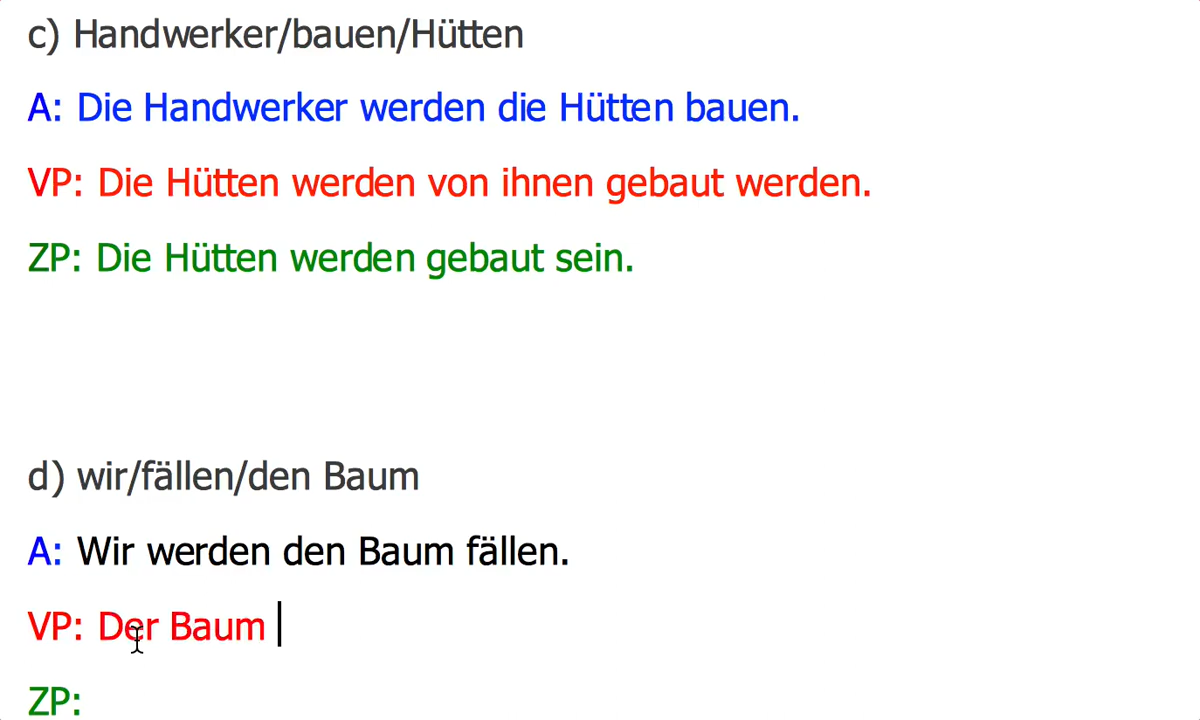 c) Handwerker/bauen/Hütten
A: Die Handwerker werden die Hütten bauen.
VP: Die Hütten werden von ihnen gebaut werden.
ZP: Die Hütten werden gebaut sein.
d) wir/fällen/den Baum
A: Wir werden den Baum fällen.
VP: Der Baum
ZP: